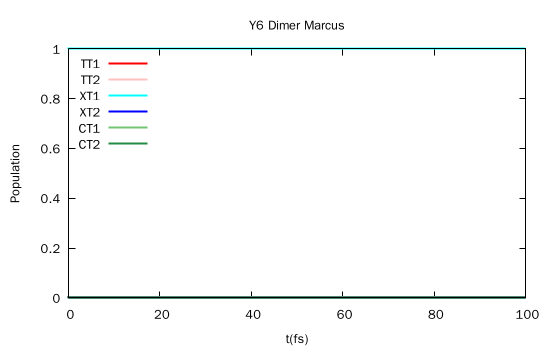 Y6 Dimer Marcus
1
TT1
TT2
0.8
XT1
XT2
CT1
0.6
CT2
Population
0.4
0.2
0
0 20 40 60 80 100
t(fs)